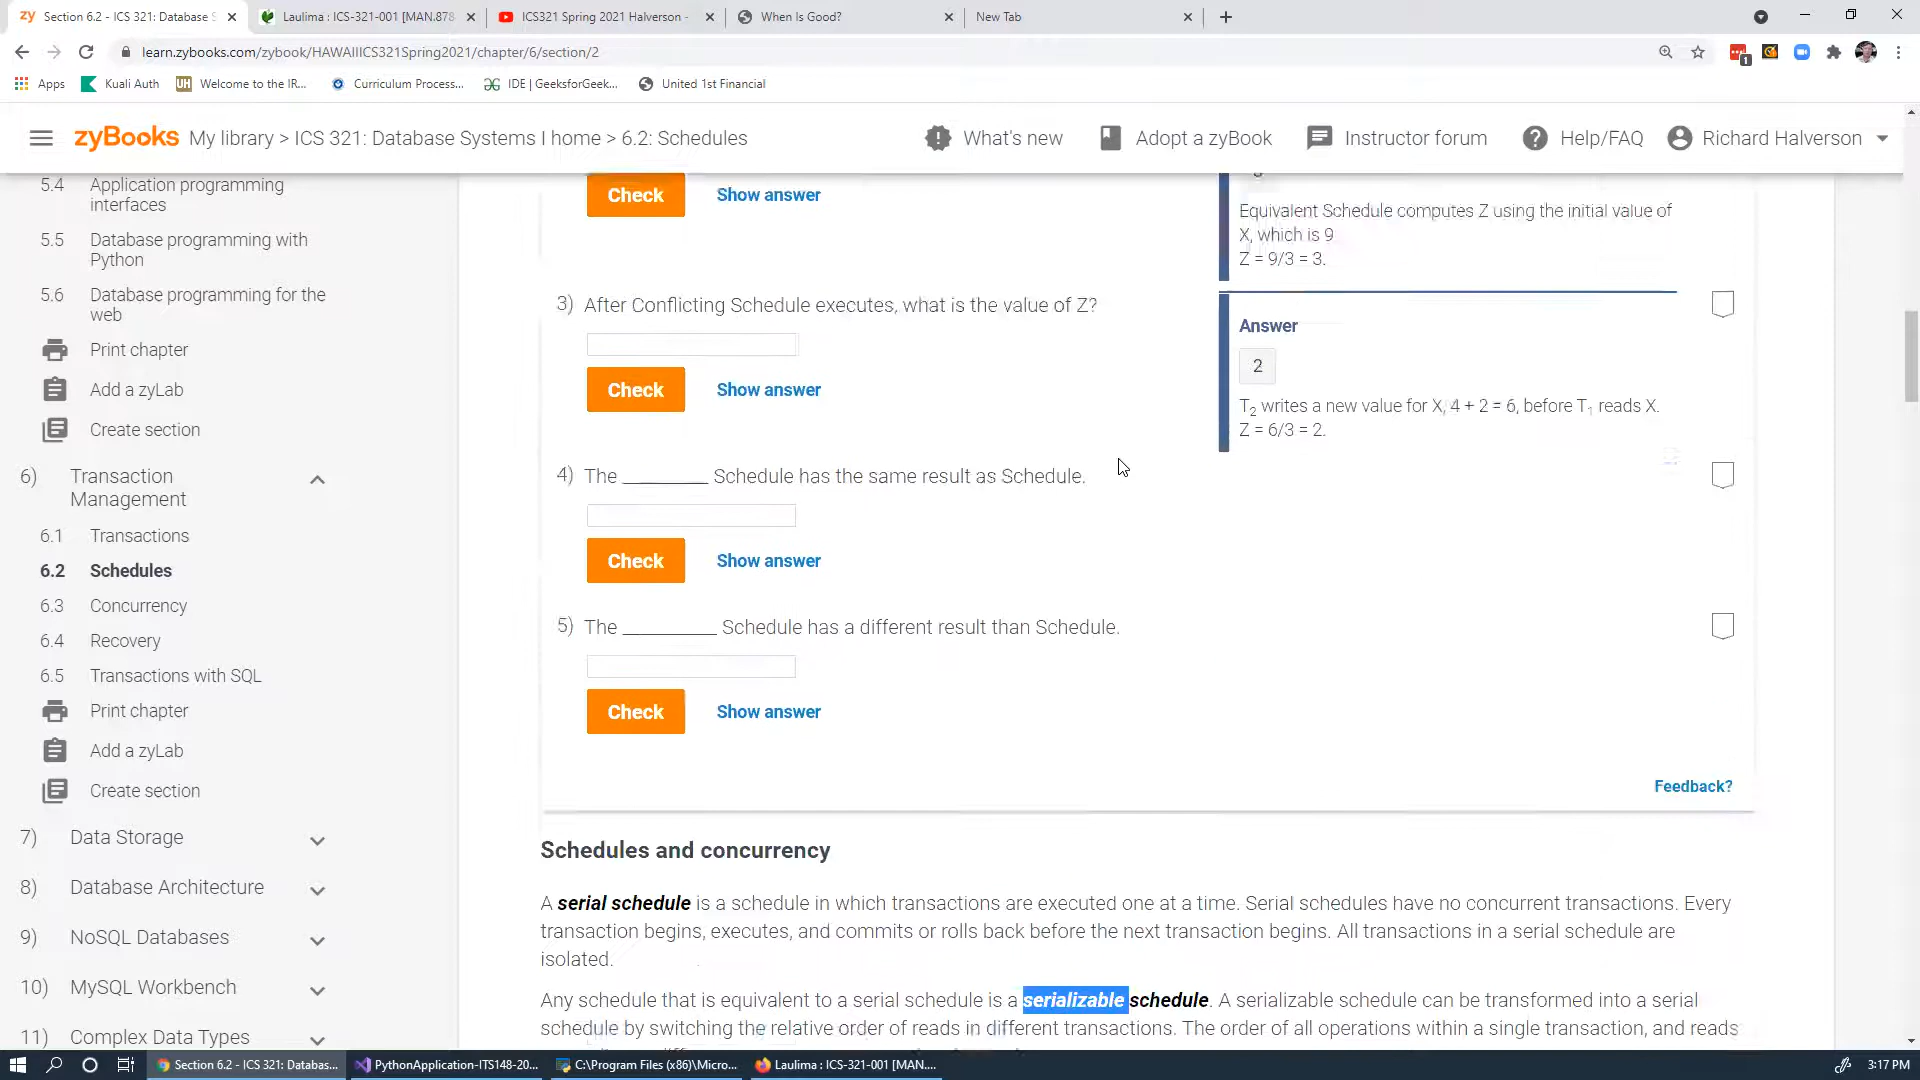 Section 6.2 - ICS 321: Database S
Laulima : ICS-321-001 [MAN.878
ICS321 Spring 2021 Halverson -
When Is Good?
New Tab
learn.zybooks.com/zybook/HAWAIIICS321Spring2021/chapter/6/section/2
Apps
Kuali Auth
Welcome to the IR...
Curriculum Process...
IDE | GeeksforGeek...
United 1st Financial
zyBooks My library > ICS 321: Database Systems I home > 6.2: Schedules
What's new
Adopt a zyBook
Instructor forum
Help/FAQ
Richard Halverson
5.4 Application programming
interfaces
5.5 Database programming with
Python
5.6 Database programming for the
web
Print chapter
Add a zyLab
Create section
6) Transaction
Management
6.1 Transactions
6.2 Schedules
6.3 Concurrency
6.4 Recovery
6.5 Transactions with SQL
Print chapter
Add a zyLab
Create section
7) Data Storage
8) Database Architecture
9) NoSQL Databases
10) MySQL Workbench
11) Complex Data Types
Check Show answer
Equivalent Schedule computes Z using the initial value of
X, which is 9
Z = 9/3 = 3.
3) After Conflicting Schedule executes, what is the value of Z?
Check Show answer
Answer
2
T2 writes a new value for X, 4 + 2 = 6, before T1 reads X.
Z = 6/3 = 2.
4) The ________ Schedule has the same result as Schedule.
Check Show answer
5) The _________ Schedule has a different result than Schedule.
Check Show answer
Feedback?
Schedules and concurrency
A serial schedule is a schedule in which transactions are executed one at a time. Serial schedules have no concurrent transactions. Every
transaction begins, executes, and commits or rolls back before the next transaction begins. All transactions in a serial schedule are
isolated.
Any schedule that is equivalent to a serial schedule is a serializable schedule. A serializable schedule can be transformed into a serial
schedule by switching the relative order of reads in different transactions. The order of all operations within a single transaction, and reads
Section 6.2 - ICS 321: Databas...
PythonApplication-ITS148-20...
C:\Program Files (x86)\Micro...
Laulima : ICS-321-001 [MAN....
3:17 PM